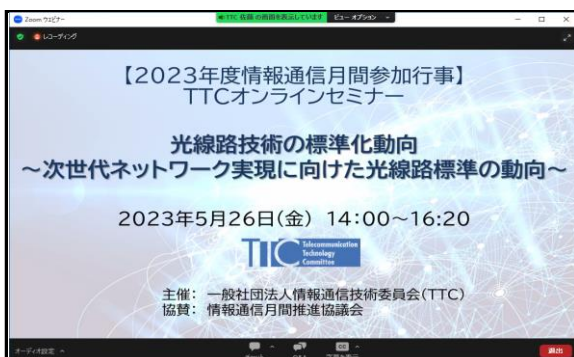 Zoom ウェビナー
TTC 佐藤 の画面を表示しています
ビュー オプション
レコーディング
【2023年度情報通信月間参加行事】
TTCオンラインセミナー
光線路技術の標準化動向
~次世代ネットワーク実現に向けた光線路標準の動向~
2023年5月26日(金) 14:00~16:20
TTC Telecommunication
Technology
Committee
主催: 一般社団法人情報通信技術委員会(TTC)
協賛: 情報通信月間推進協議会
オーディオ設定
退出